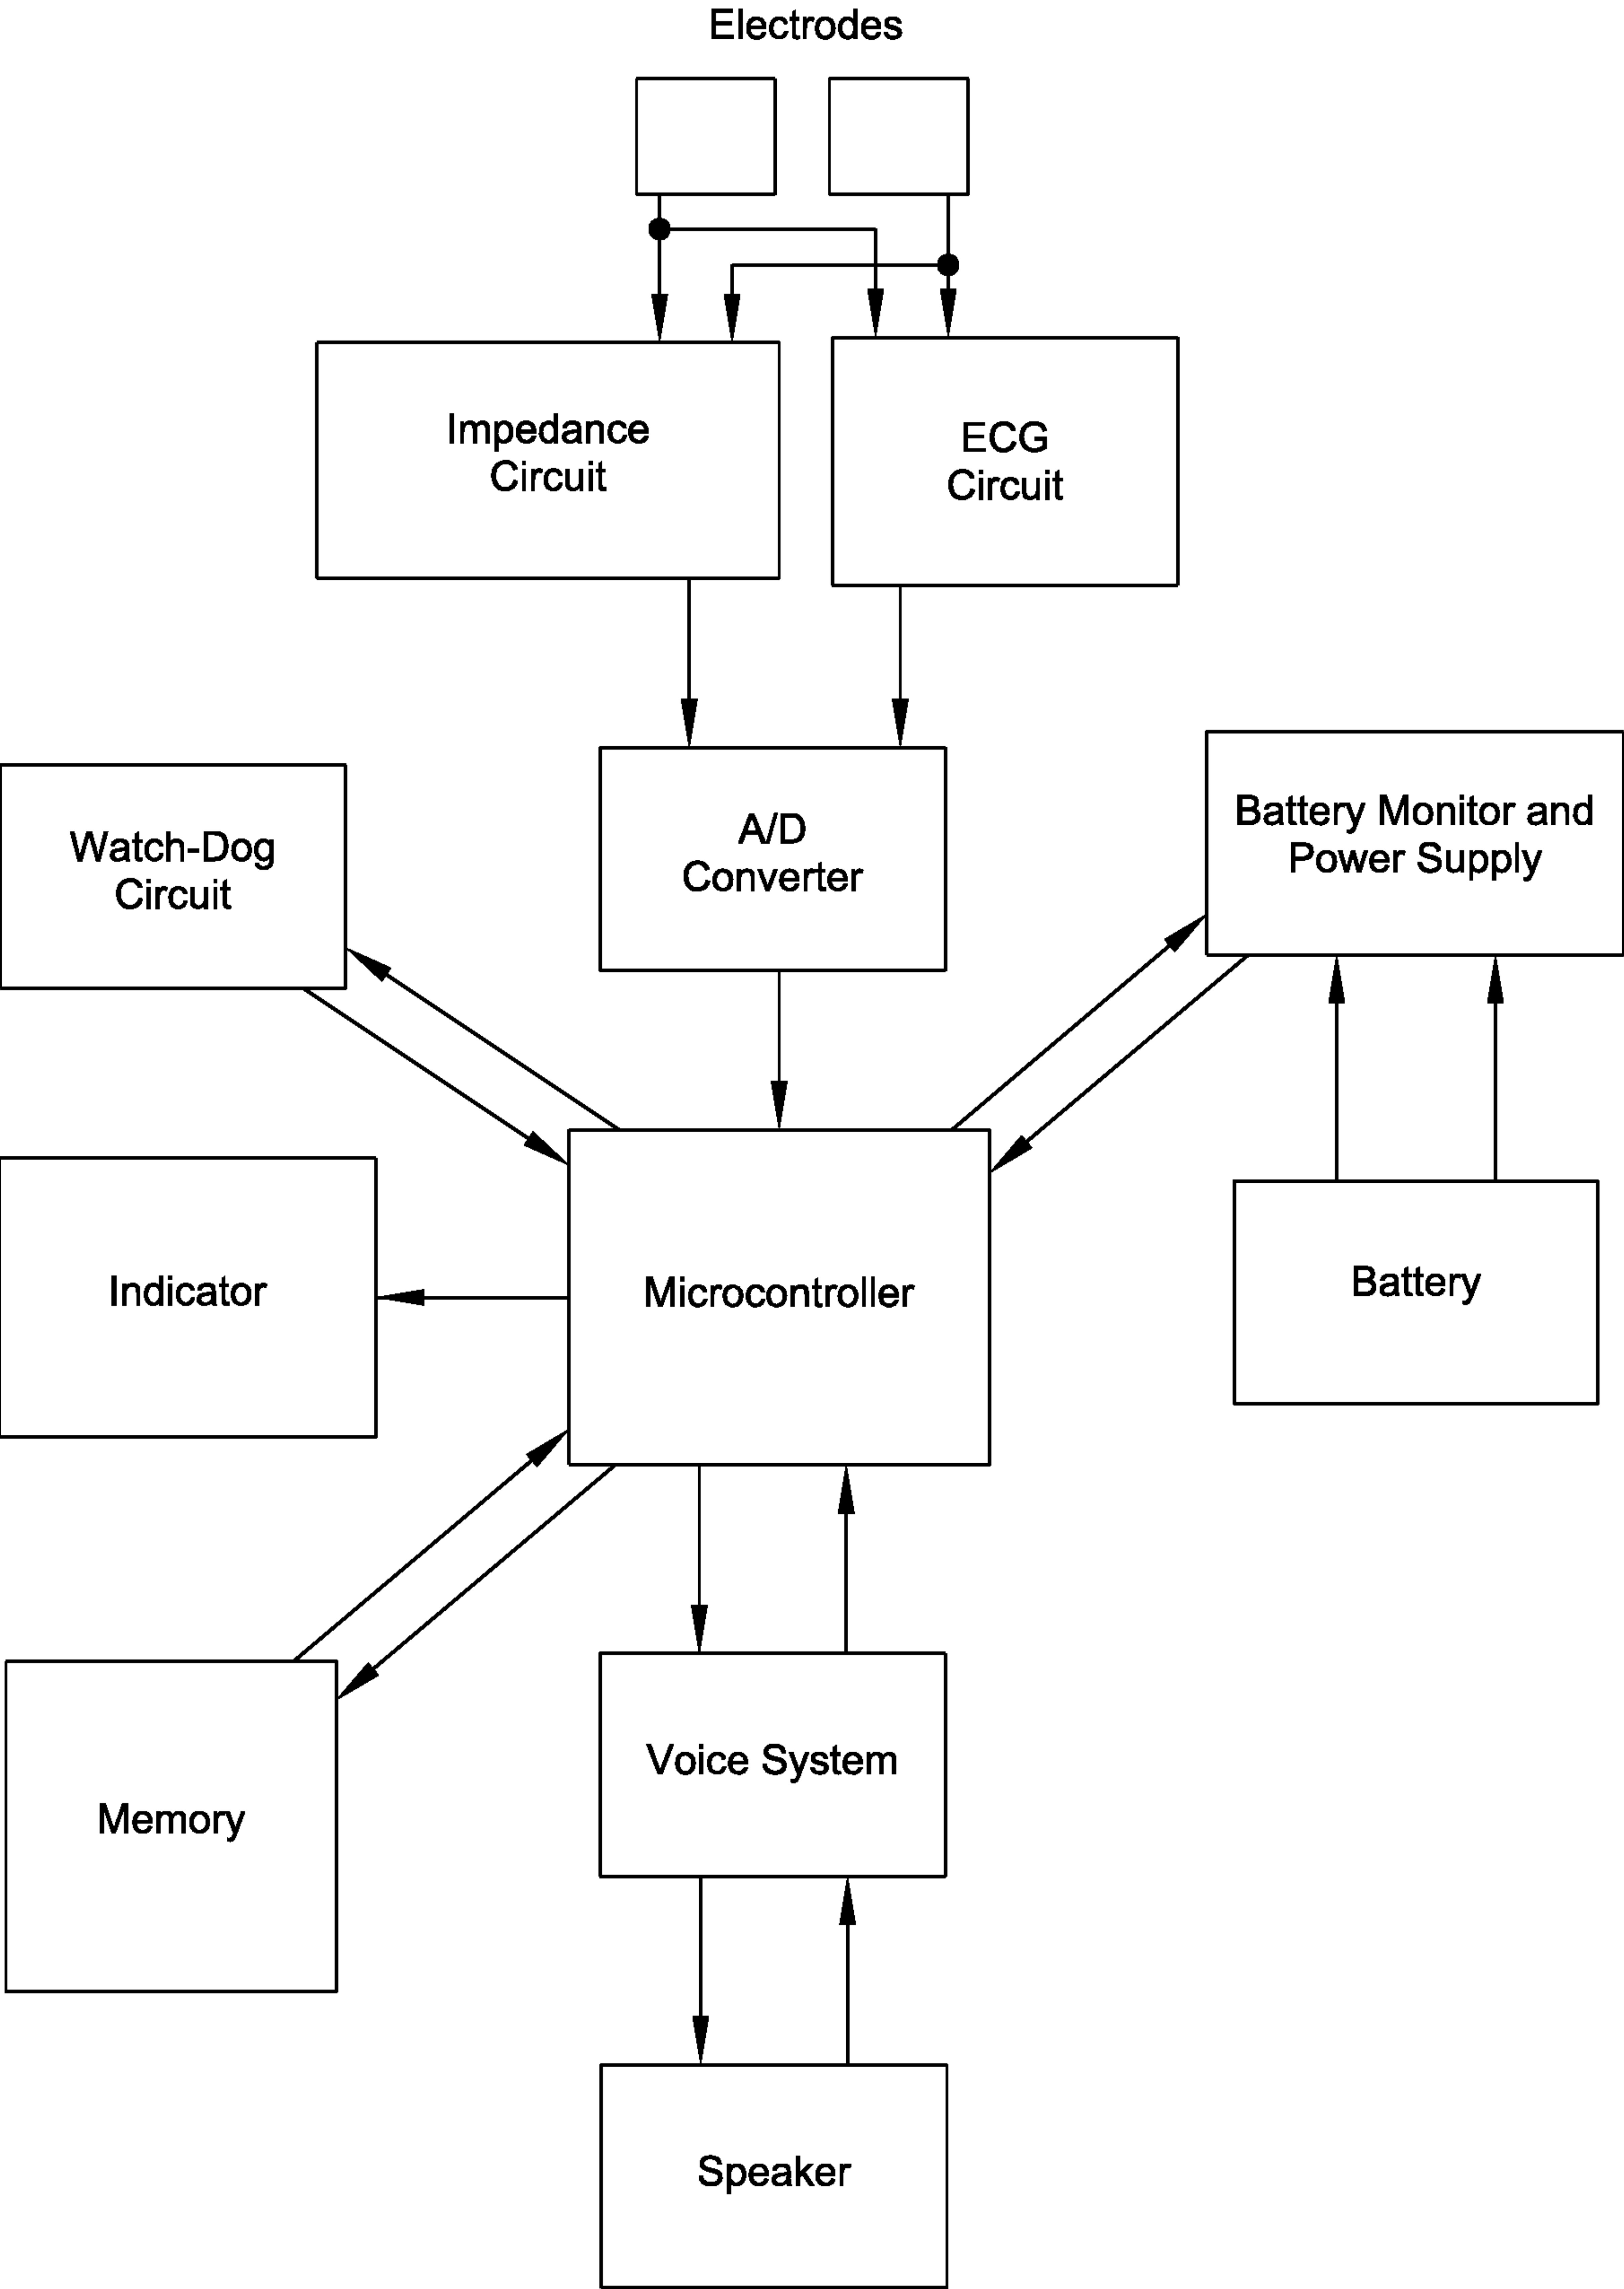 Electrodes
Impedance
Circuit
ECG
Circuit
Watch-Dog
Circuit
A/D
Converter
Battery Monitor and
Power Supply
Indicator
Microcontroller
Battery
Memory
Voice System
Speaker